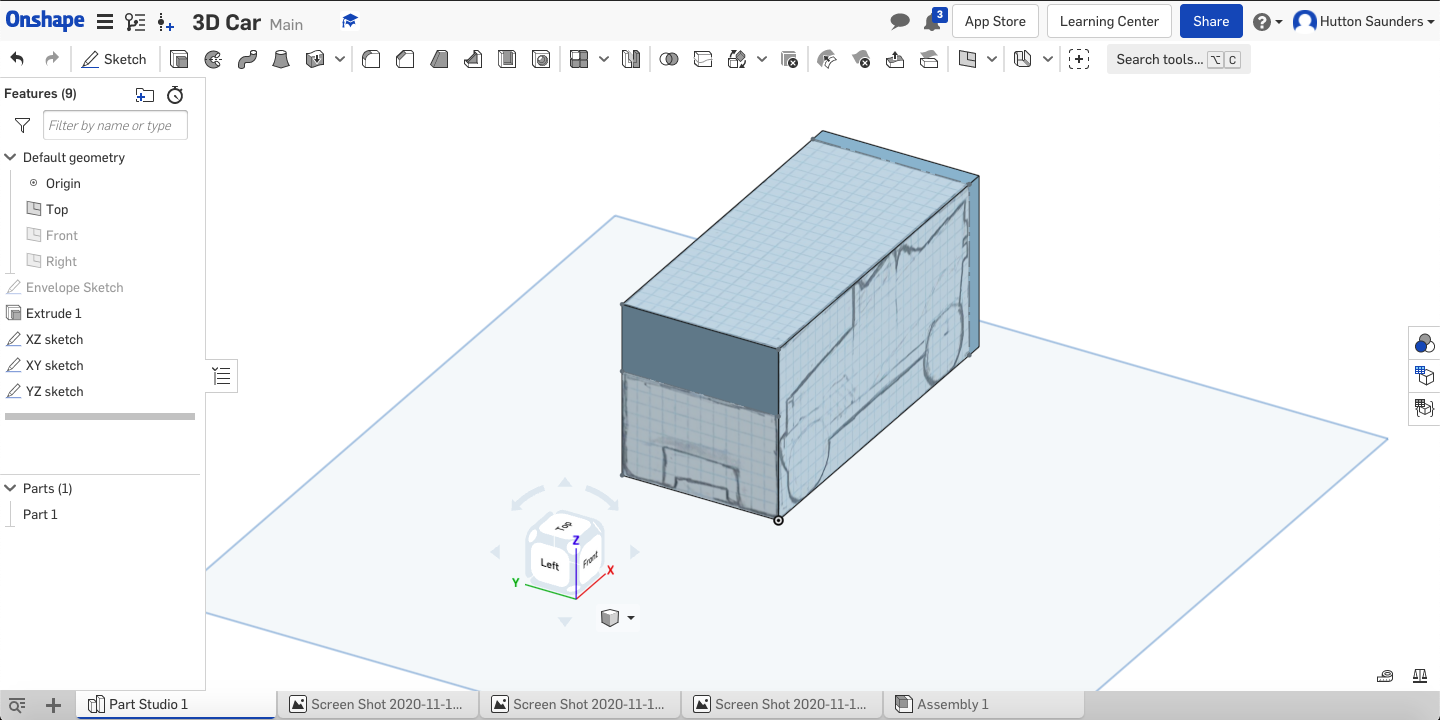 Onshape 3D Car Main 3 App Store Learning Center Share Hutton Saunders
Sketch Search tools... ⌥ C
Features (9)
Filter by name or type
Default geometry
Origin
Top
Front
Right
Envelope Sketch
Extrude 1
XZ sketch
XY sketch
YZ sketch
Parts (1)
Part 1
Top
Z
Left Front
Y X
Part Studio 1 Screen Shot 2020-11-1... Screen Shot 2020-11-1... Screen Shot 2020-11-1... Assembly 1